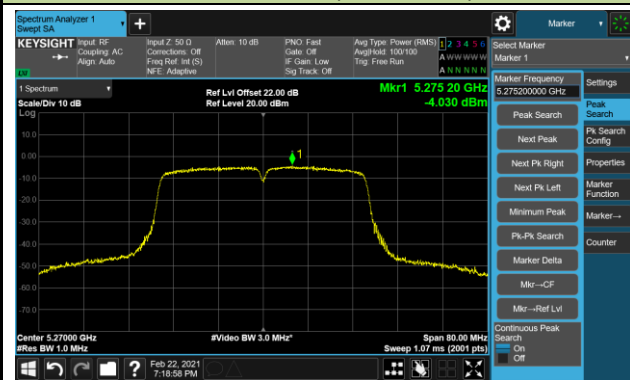 Spectrum Analyzer 1
Swept SA
Marker
KEYSIGHT
Input: RF
Coupling: AC
Align: Auto
Input Z: 50 Ω
Corrections: Off
Freq Ref: Int (S)
NFE: Adaptive
Atten: 10 dB
PNO: Fast
Gate: Off
IF Gain: Low
Sig Track: Off
Avg Type: Power (RMS)
Avg|Hold: 100/100
Trig: Free Run
1 2 3 4 5 6
A W W W W W
A N N N N N
LV
Select Marker
Marker 1
1 Spectrum
Scale/Div 10 dB
Log
Ref Lvl Offset 22.00 dB
Ref Level 20.00 dBm
Mkr1 5.275 20 GHz
-4.030 dBm
10.0
0.00
-10.0
-20.0
-30.0
-40.0
-50.0
-60.0
-70.0
1
Center 5.27000 GHz
#Res BW 1.0 MHz
#Video BW 3.0 MHz*
Span 80.00 MHz
Sweep 1.07 ms (2001 pts)
Marker Frequency
5.275200000 GHz
Peak Search
Next Peak
Next Pk Right
Next Pk Left
Minimum Peak
Pk-Pk Search
Marker Delta
Mkr→CF
Mkr→Ref Lvl
Continuous Peak
Search
On
Off
Settings
Peak
Search
Pk Search
Config
Properties
Marker
Function
Marker→
Counter
?
Feb 22, 2021
7:18:58 PM